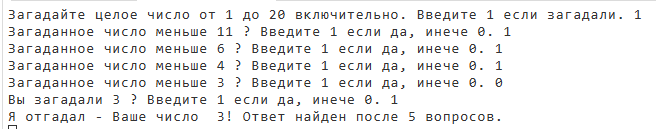 Загадайте целое число от 1 до 20 включительно. Введите 1 если загадали. 1
Загаданное число меньше 11 ? Введите 1 если да, инече 0. 1
Загаданное число меньше 6 ? Введите 1 если да, инече 0. 1
Загаданное число меньше 4 ? Введите 1 если да, инече 0. 1
Загаданное число меньше 3 ? Введите 1 если да, инече 0. 0
Вы загадали 3 ? Введите 1 если да, инече 0. 1
Я отгадал - Ваше число  3! Ответ найден после 5 вопросов.